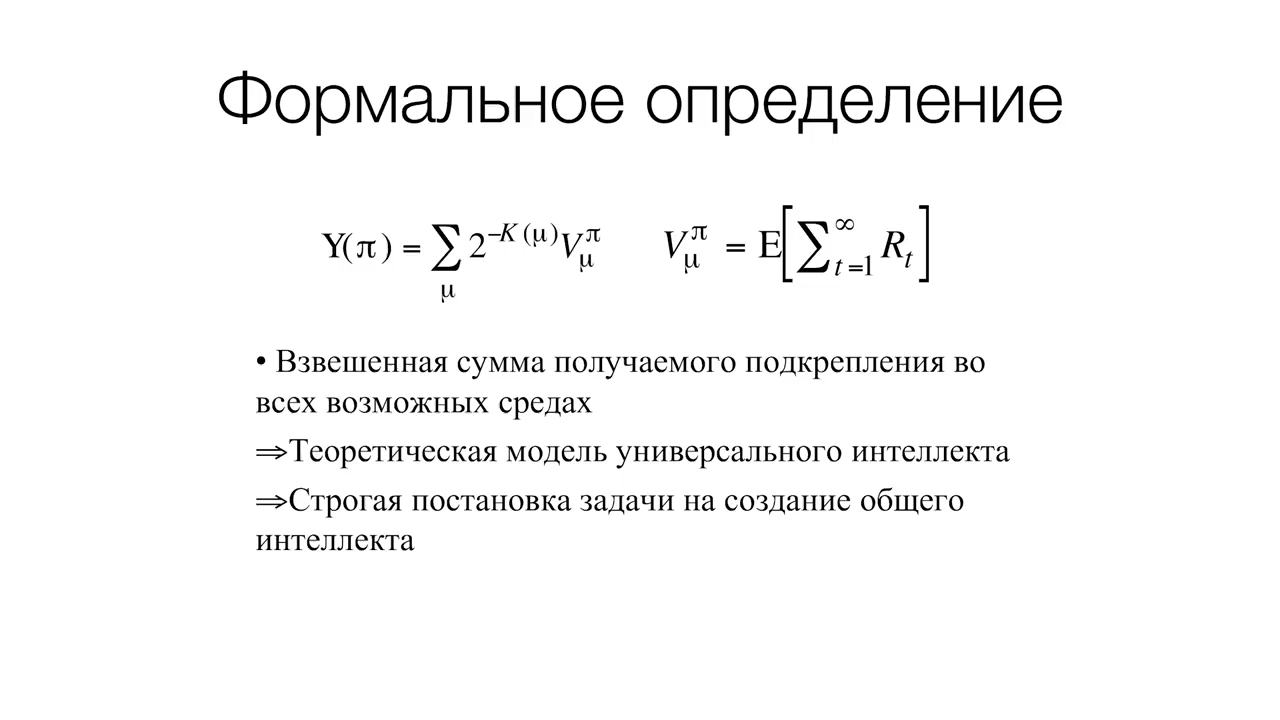 Формальное определение
Υ(π) = ∑_μ 2^{−K(μ)} V_μ^π   V_μ^π = E[∑_{t=1}^∞ R_t]
• Взвешенная сумма получаемого подкрепления во
всех возможных средах
⇒Теоретическая модель универсального интеллекта
⇒Строгая постановка задачи на создание общего
интеллекта